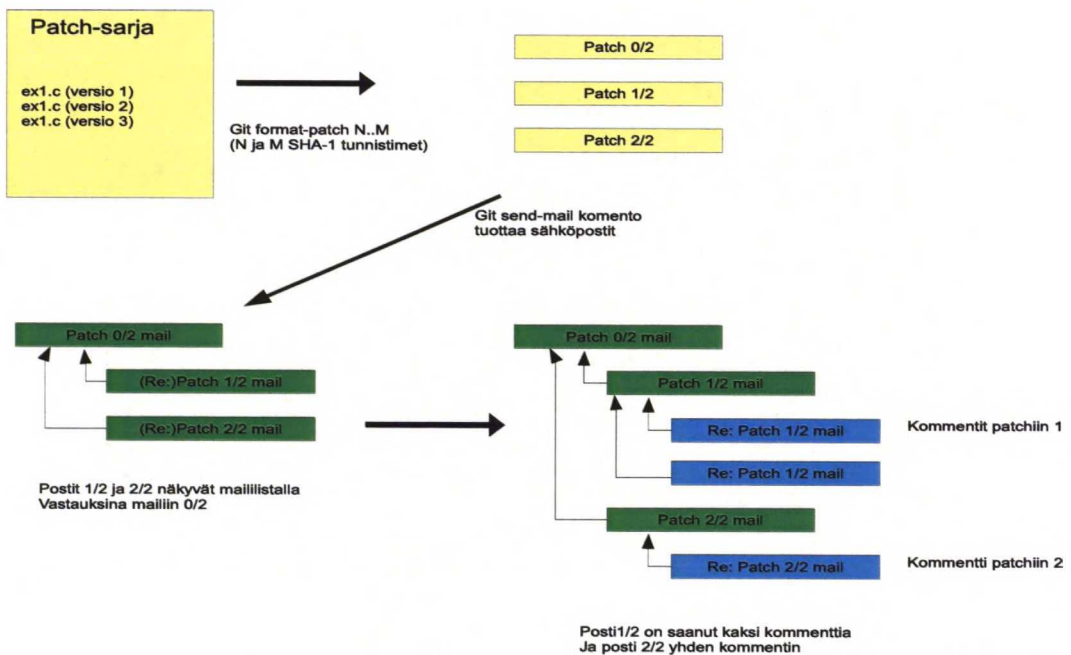 Patch-sarja
ex1.c (versio 1)
ex1.c (versio 2)
ex1.c (versio 3)
Git format-patch N..M
(N ja M SHA-1 tunnistimet)
Patch 0/2
Patch 1/2
Patch 2/2
Git send-mail komento
tuottaa sähköpostit
Patch 0/2 mail
(Re:)Patch 1/2 mail
(Re:)Patch 2/2 mail
Postit 1/2 ja 2/2 näkyvät maililistalla
Vastauksina mailiin 0/2
Patch 0/2 mail
Patch 1/2 mail
Re: Patch 1/2 mail
Kommentit patchiin 1
Re: Patch 1/2 mail
Patch 2/2 mail
Re: Patch 2/2 mail
Kommentti patchiin 2
Posti1/2 on saanut kaksi kommenttia
Ja posti 2/2 yhden kommentin